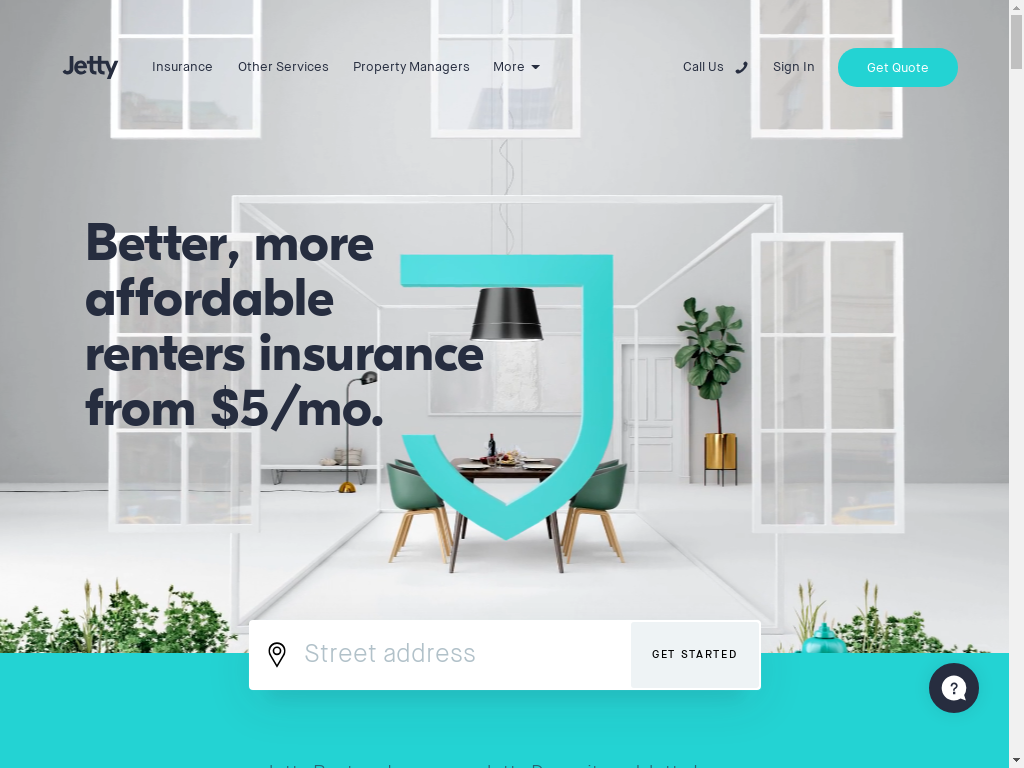 Jetty
Insurance
Other Services
Property Managers
More
Call Us
Sign In
Get Quote
Better, more
affordable
renters insurance
from $5/mo.
Street address
GET STARTED
?